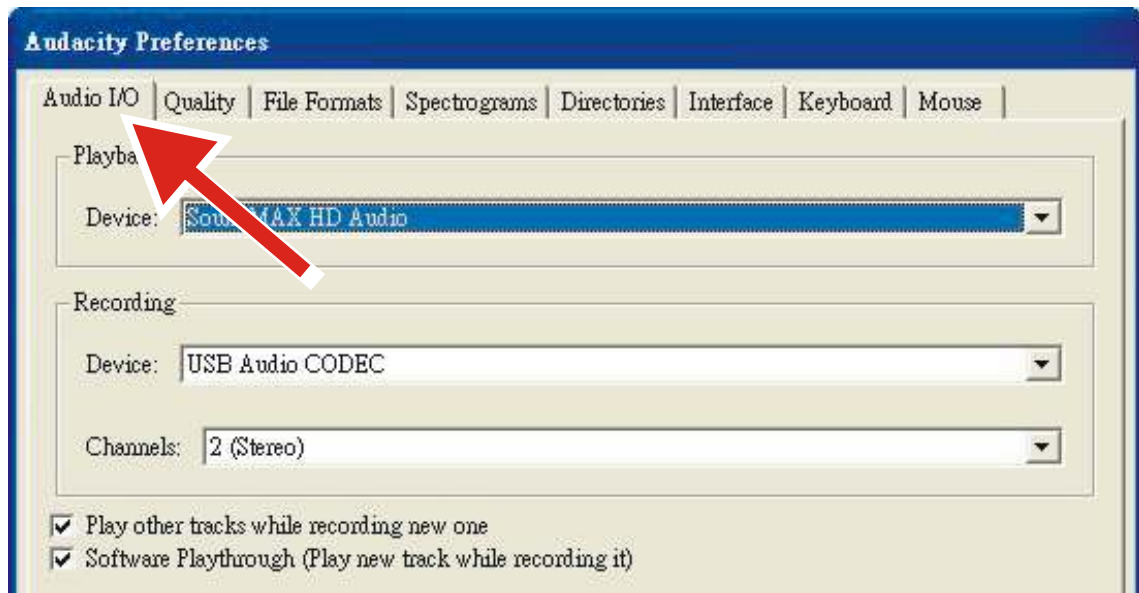 Audacity Preferences
Audio I/O Quality File Formats Spectrograms Directories Interface Keyboard Mouse
Device: MAX HD Audio
Recording
Device: USB Audio CODEC
Channels: 2 (Stereo)
Play other tracks while recording new one
Software Playthrough (Play new track while recording it)